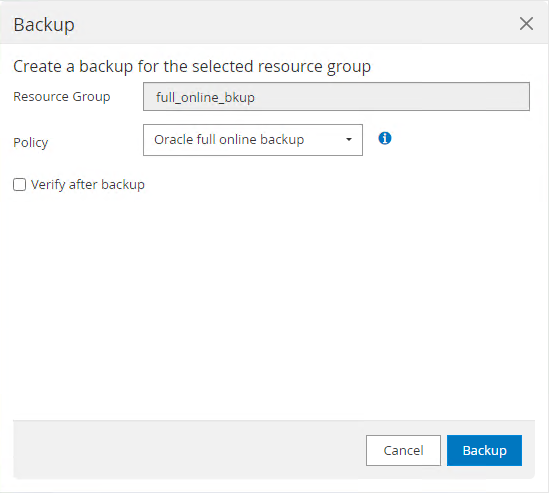 Backup
Create a backup for the selected resource group
Resource Group full_online_bkup
Policy Oracle full online backup
Verify after backup
Cancel Backup